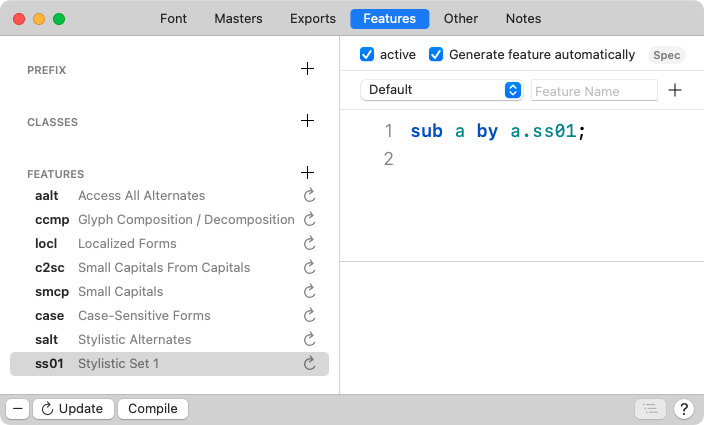 Font Masters Exports Features Other Notes
PREFIX
CLASSES
FEATURES
aalt Access All Alternates
ccmp Glyph Composition / Decomposition
locl Localized Forms
c2sc Small Capitals From Capitals
smcp Small Capitals
case Case-Sensitive Forms
salt Stylistic Alternates
ss01 Stylistic Set 1
active Generate feature automatically Spec
Default Feature Name
1 sub a by a.ss01;
2
Update Compile ?